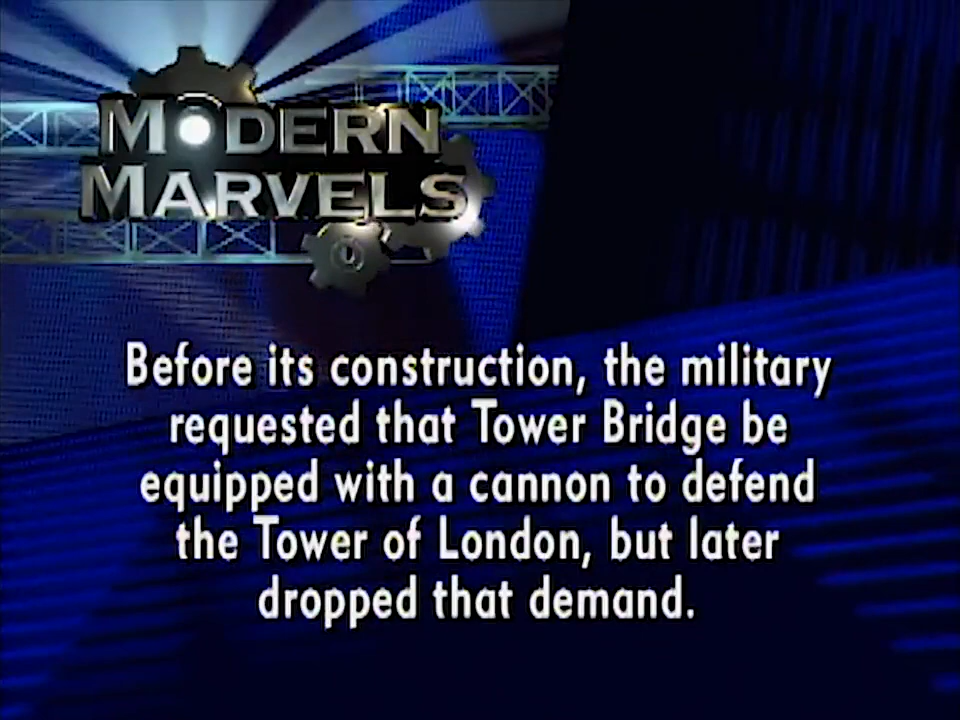 MODERN
MARVELS
Before its construction, the military
requested that Tower Bridge be
equipped with a cannon to defend
the Tower of London, but later
dropped that demand.